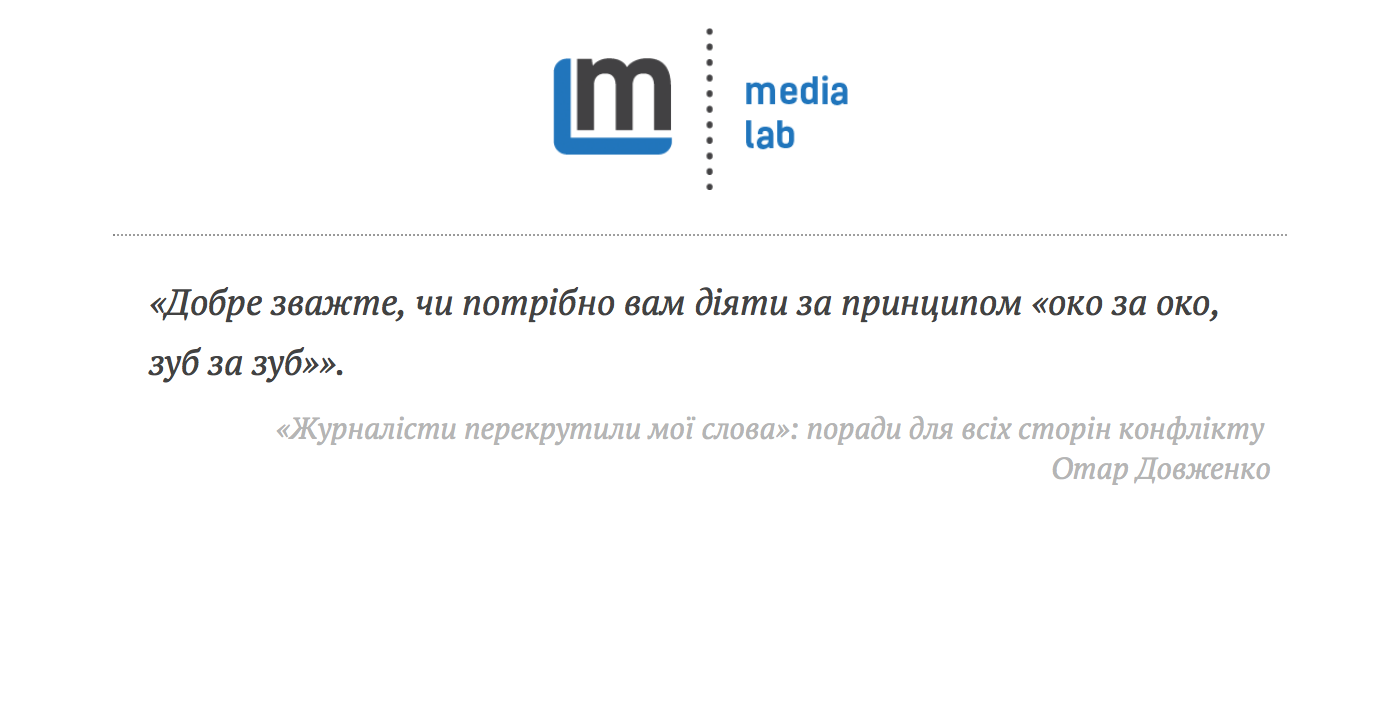 m
media
lab
«Добре зважте, чи потрібно вам діяти за принципом «око за око,
зуб за зуб»».
«Журналісти перекрутили мої слова»: поради для всіх сторін конфлікту
Отар Довженко